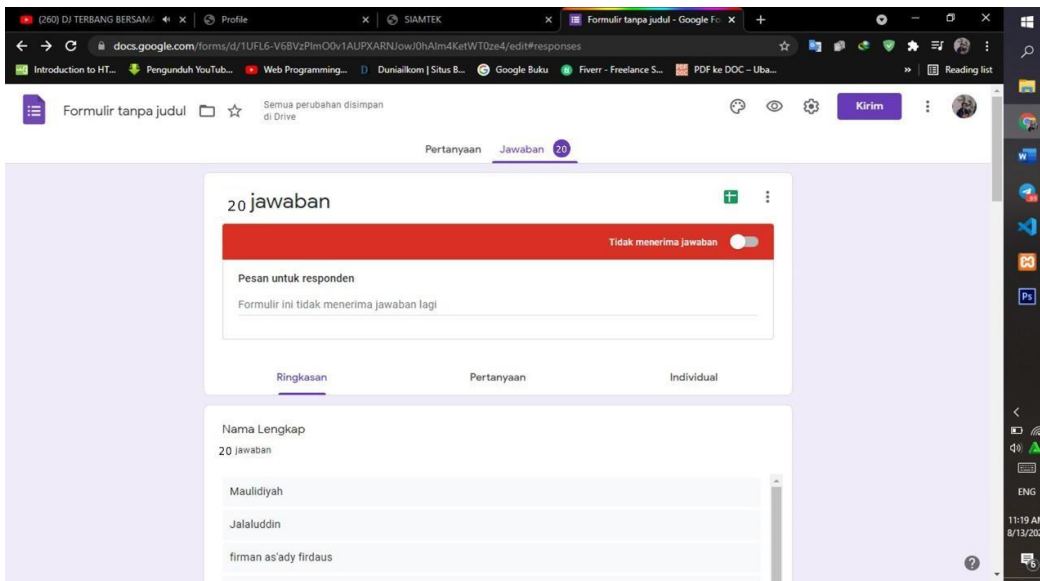 (260) DJ TERBANG BERSAMA
Profile
SIAMTEK
Formulir tanpa judul - Google Fo
docs.google.com/forms/d/1UFL6-V6BVzPlmO0v1AUPXARNJowJ0hAlm4KetWT0ze4/edit#responses
Introduction to HT... Pengunduh YouTub... Web Programming... Duniailkom | Situs B... Google Buku Fiverr - Freelance S... PDF ke DOC – Uba... » Reading list
Formulir tanpa judul
Semua perubahan disimpan
di Drive
Kirim
Pertanyaan Jawaban 20
20 jawaban
Tidak menerima jawaban
Pesan untuk responden
Formulir ini tidak menerima jawaban lagi
Ringkasan Pertanyaan Individual
Nama Lengkap
20 jawaban
Maulidiyah
Jalaluddin
firman as'ady firdaus
Ps
ENG
11:19 AM